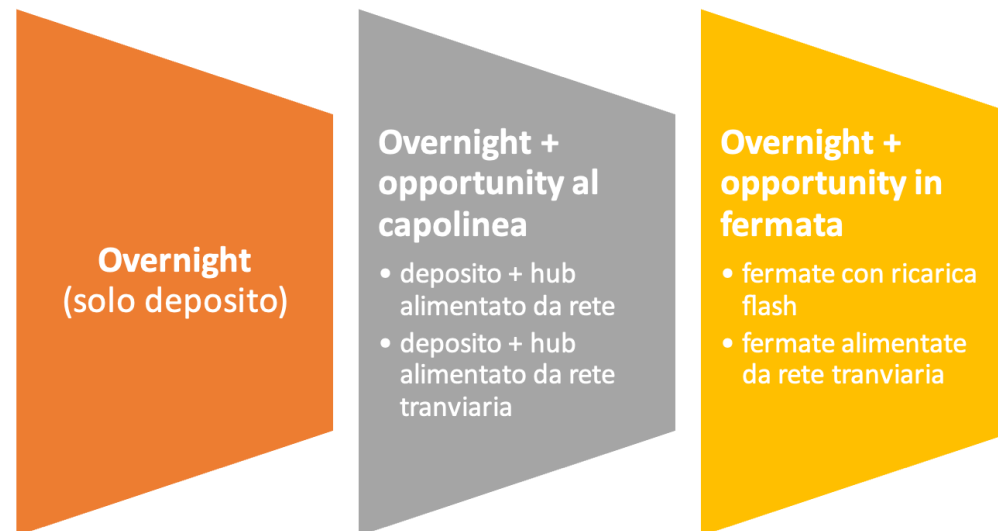 Overnight
(solo deposito)
Overnight +
opportunity al
capolinea
• deposito + hub
alimentato da rete
• deposito + hub
alimentato da rete
tranviaria
Overnight +
opportunity in
fermata
• fermate con ricarica
flash
• fermate alimentate
da rete tranviaria